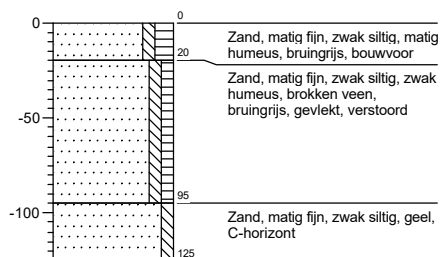 0
0
Zand, matig fijn, zwak siltig, matig
humeus, bruingrijs, bouwvoor
20
Zand, matig fijn, zwak siltig, zwak
humeus, brokken veen,
bruingrijs, gevlekt, verstoord
-50
95
-100
Zand, matig fijn, zwak siltig, geel,
C-horizont
125